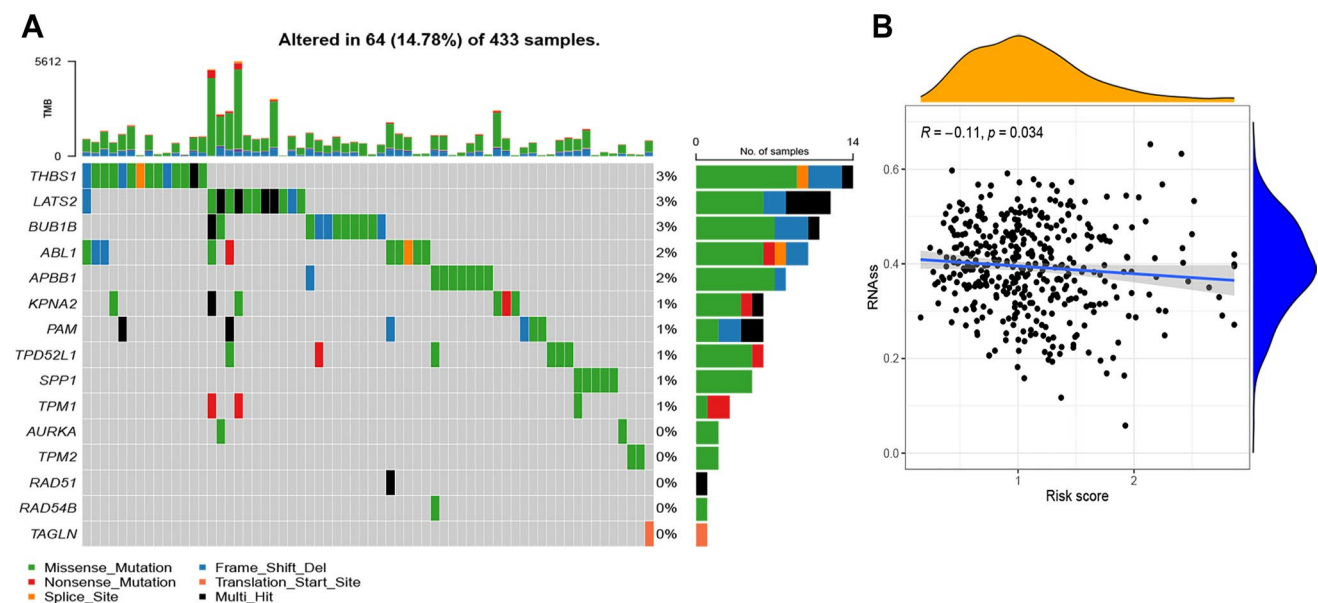 A
Altered in 64 (14.78%) of 433 samples.
5612
TMB
0
0
14
No. of samples
THBS1
3%
LATS2
3%
BUB1B
3%
ABL1
2%
APBB1
2%
KPNA2
1%
PAM
1%
TPD52L1
1%
SPP1
1%
TPM1
1%
AURKA
0%
TPM2
0%
RAD51
0%
RAD54B
0%
TAGLN
0%
Missense_Mutation
Nonsense_Mutation
Splice_Site
Frame_Shift_Del
Translation_Start_Site
Multi_Hit
B
R = −0.11, p = 0.034
RNAss
0.6
0.4
0.2
0.0
1
2
Risk score